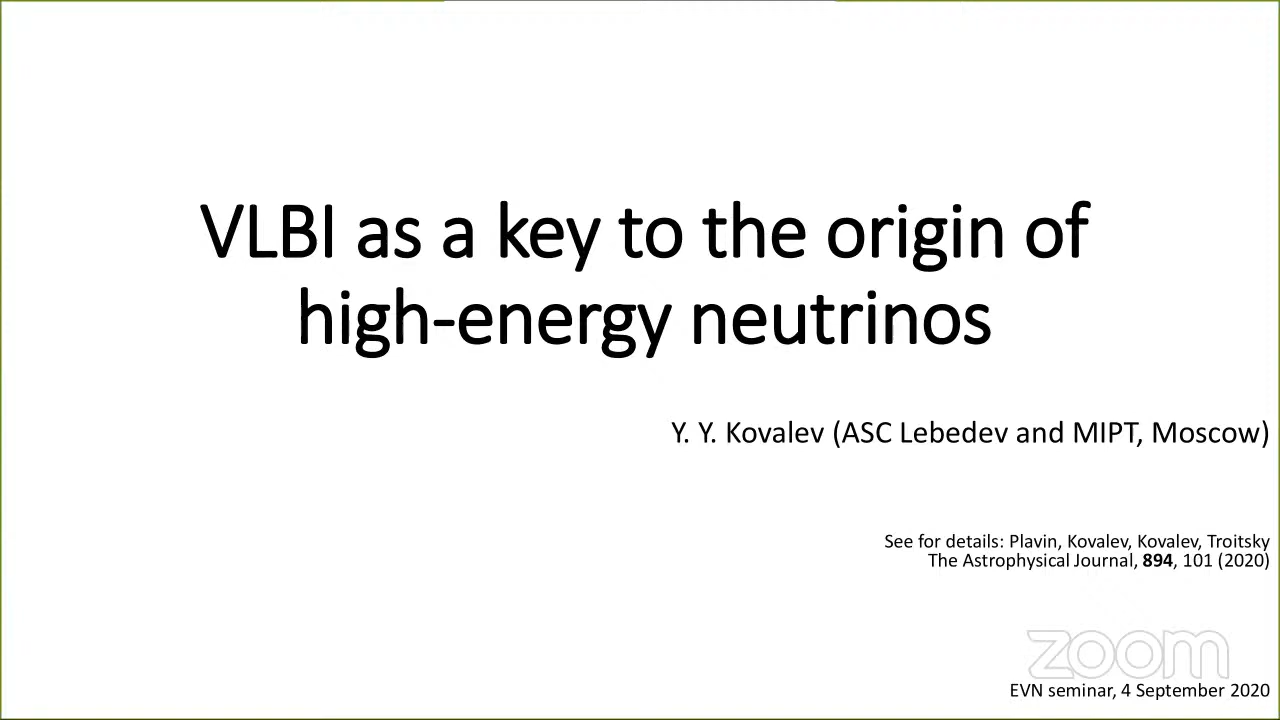 VLBI as a key to the origin of
high-energy neutrinos
Y. Y. Kovalev (ASC Lebedev and MIPT, Moscow)
See for details: Plavin, Kovalev, Kovalev, Troitsky
The Astrophysical Journal, 894, 101 (2020)
zoom
EVN seminar, 4 September 2020